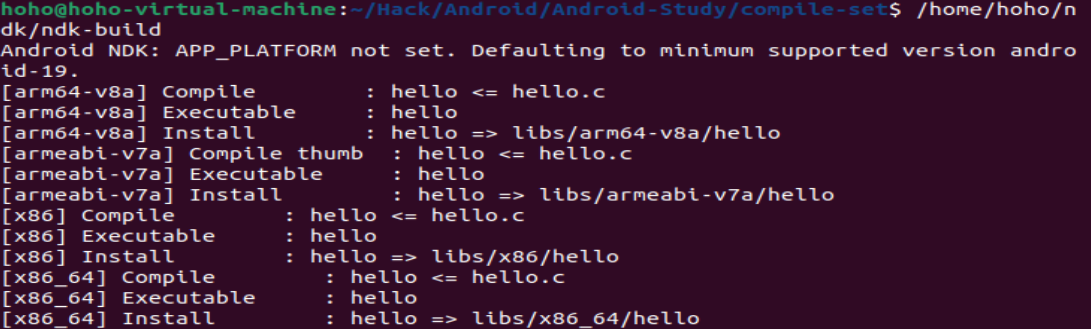 hoho@hoho-virtual-machine:~/Hack/Android/Android-Study/compile-set$ /home/hoho/n
dk/ndk-build
Android NDK: APP_PLATFORM not set. Defaulting to minimum supported version andro
id-19.
[arm64-v8a] Compile        : hello <= hello.c
[arm64-v8a] Executable     : hello
[arm64-v8a] Install        : hello => libs/arm64-v8a/hello
[armeabi-v7a] Compile thumb  : hello <= hello.c
[armeabi-v7a] Executable     : hello
[armeabi-v7a] Install        : hello => libs/armeabi-v7a/hello
[x86] Compile        : hello <= hello.c
[x86] Executable     : hello
[x86] Install        : hello => libs/x86/hello
[x86_64] Compile        : hello <= hello.c
[x86_64] Executable     : hello
[x86_64] Install        : hello => libs/x86_64/hello